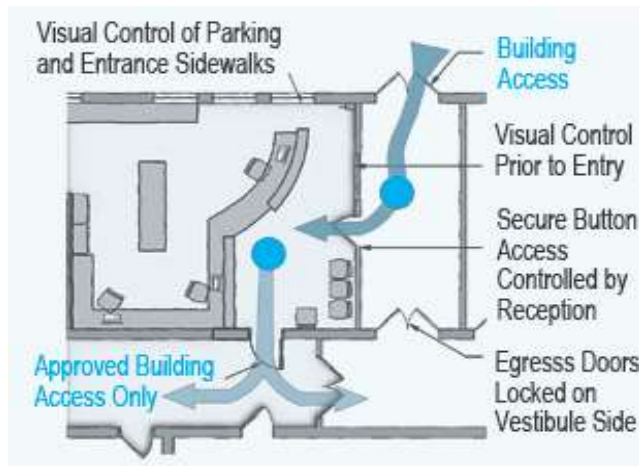 Visual Control of Parking
and Entrance Sidewalks
Building
Access
Visual Control
Prior to Entry
Secure Button
Access
Controlled by
Reception
Egresss Doors
Locked on
Vestibule Side
Approved Building
Access Only